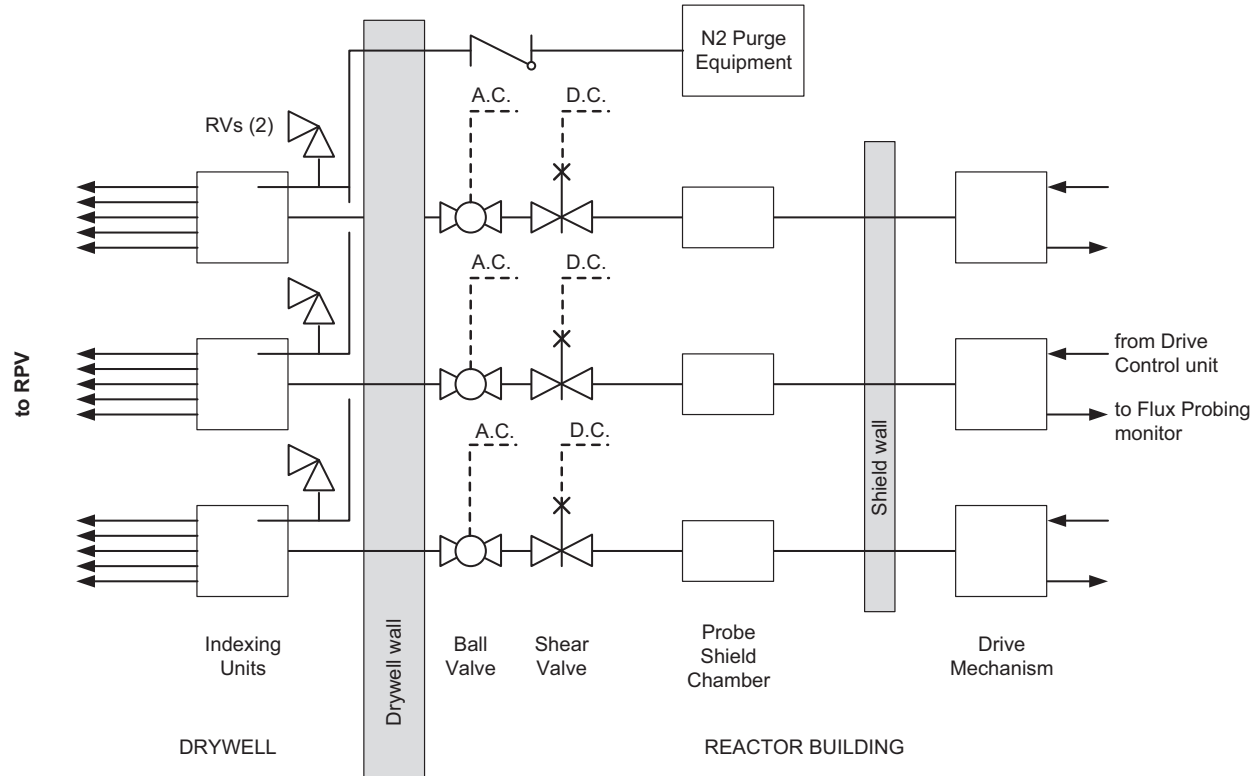 N2 Purge
Equipment
A.C.
D.C.
RVs (2)
A.C.
D.C.
to RPV
from Drive
Control unit
to Flux Probing
monitor
A.C.
D.C.
Shield wall
Drywell wall
Indexing
Units
Ball
Valve
Shear
Valve
Probe
Shield
Chamber
Drive
Mechanism
DRYWELL
REACTOR BUILDING